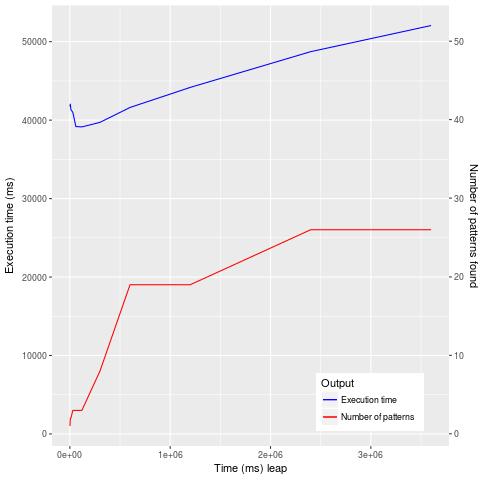 50000
40000
30000
20000
10000
0
50
40
30
20
10
0
Execution time (ms)
Number of patterns found
Output
Execution time
Number of patterns
0e+00 1e+06 2e+06 3e+06
Time (ms) leap